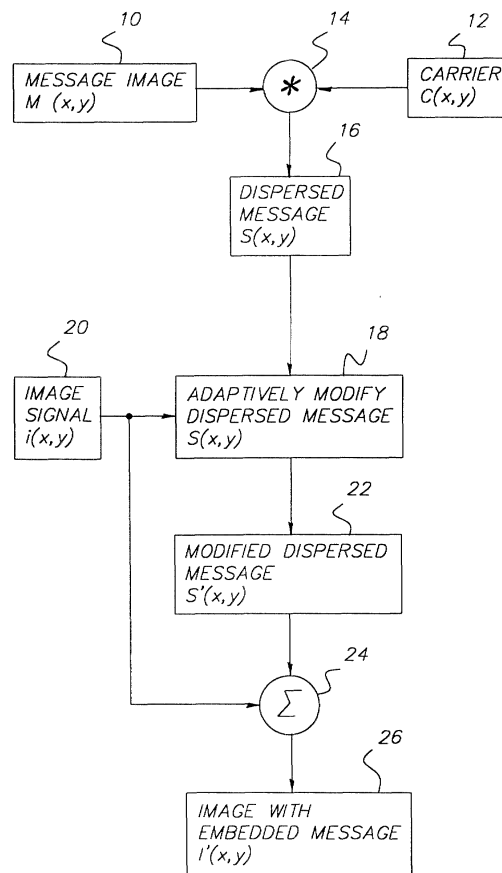 10
14
12
MESSAGE IMAGE
M (x,y)
*
CARRIER
C(x,y)
16
DISPERSED
MESSAGE
S(x,y)
20
18
IMAGE
SIGNAL
i(x,y)
ADAPTIVELY MODIFY
DISPERSED MESSAGE
S(x,y)
22
MODIFIED DISPERSED
MESSAGE
S'(x,y)
24
Σ
26
IMAGE WITH
EMBEDDED MESSAGE
I'(x,y)